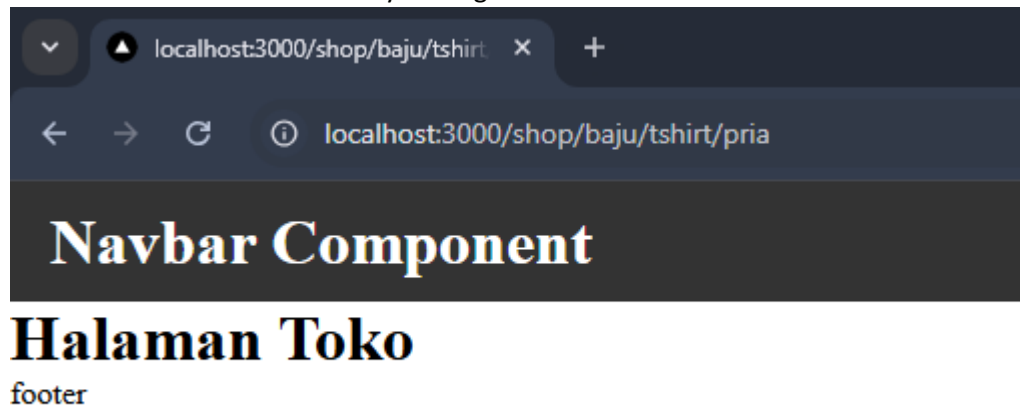 localhost:3000/shop/baju/tshirt
localhost:3000/shop/baju/tshirt/pria
Navbar Component
Halaman Toko
footer